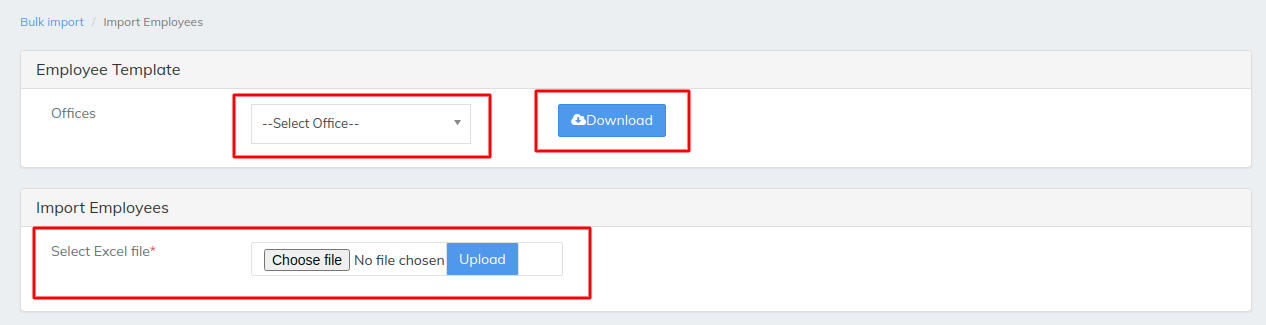 Bulk import / Import Employees
Employee Template
Offices --Select Office-- Download
Import Employees
Select Excel file* Choose file No file chosen Upload